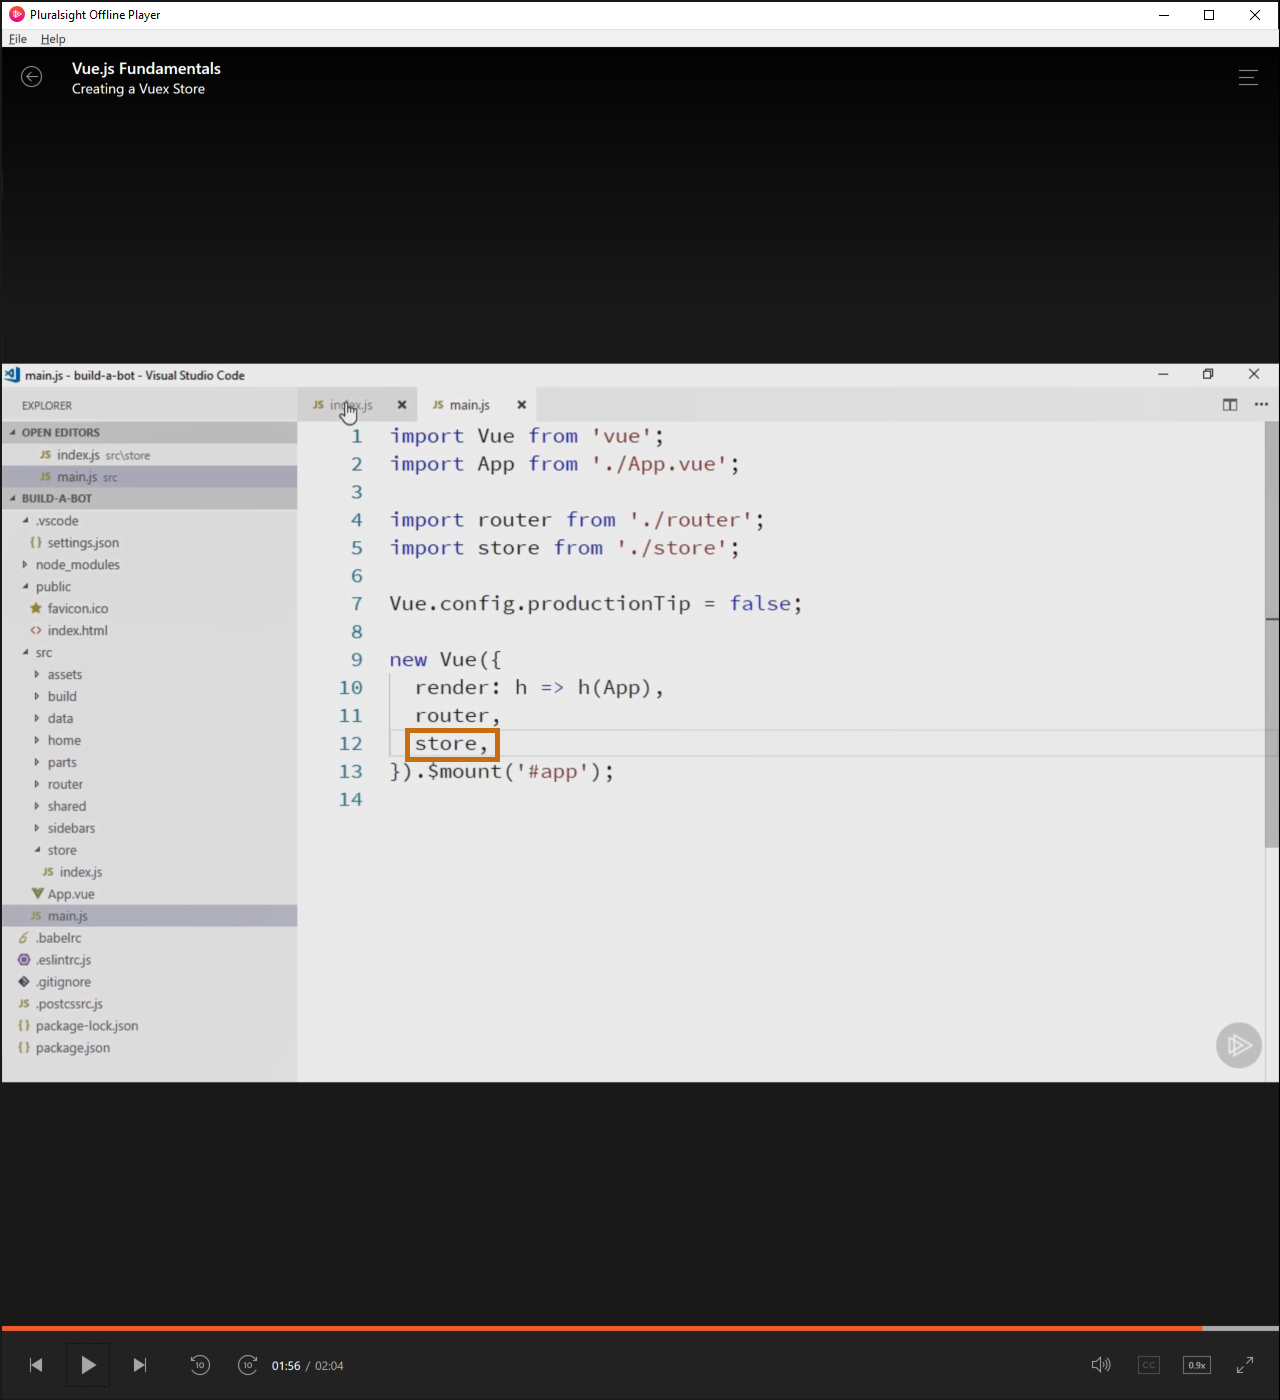 Pluralsight Offline Player
File Help
Vue.js Fundamentals
Creating a Vuex Store
main.js - build-a-bot - Visual Studio Code
EXPLORER
OPEN EDITORS
JS index.js src\store
JS main.js src
BUILD-A-BOT
.vscode
{} settings.json
node_modules
public
favicon.ico
<> index.html
src
assets
build
data
home
parts
router
shared
sidebars
store
JS index.js
App.vue
JS main.js
.babelrc
.eslintrc.js
.gitignore
JS .postcssrc.js
{} package-lock.json
{} package.json
JS index.js JS main.js
1 import Vue from 'vue';
2 import App from './App.vue';
3
4 import router from './router';
5 import store from './store';
6
7 Vue.config.productionTip = false;
8
9 new Vue({
10 render: h => h(App),
11 router,
12 store,
13 }).$mount('#app');
14
10 10 01:56 / 02:04 CC 0.9x